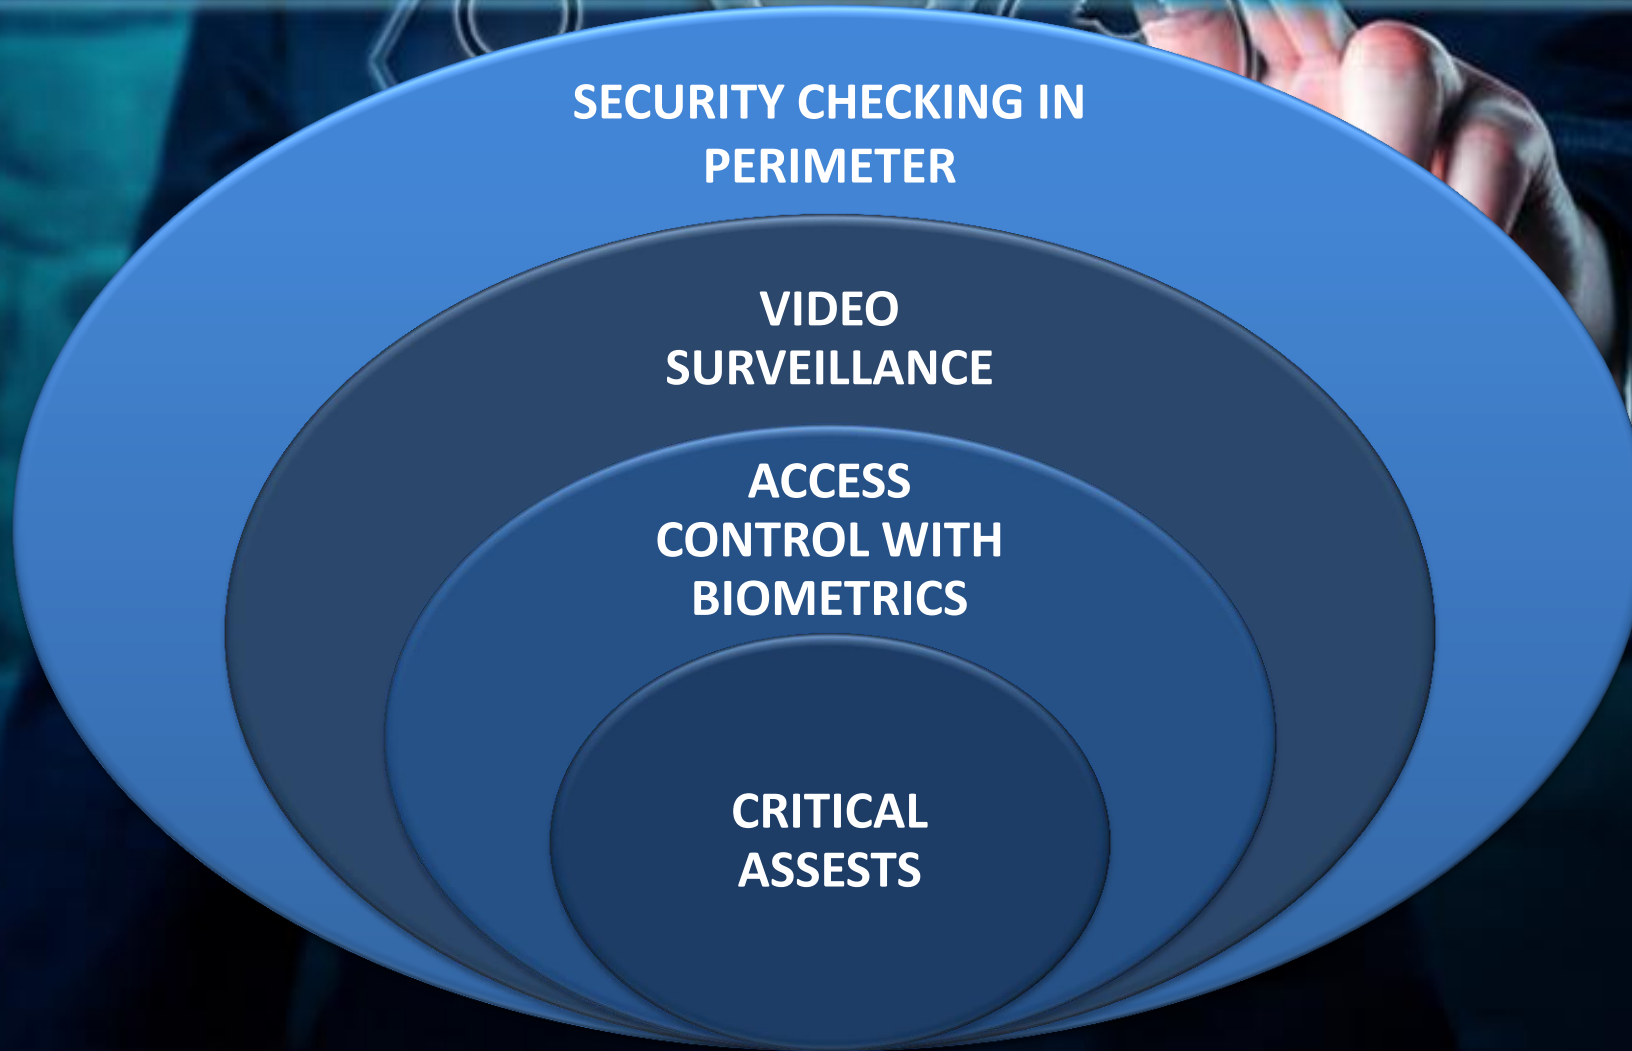 SECURITY CHECKING IN
PERIMETER
VIDEO
SURVEILLANCE
ACCESS
CONTROL WITH
BIOMETRICS
CRITICAL
ASSESTS